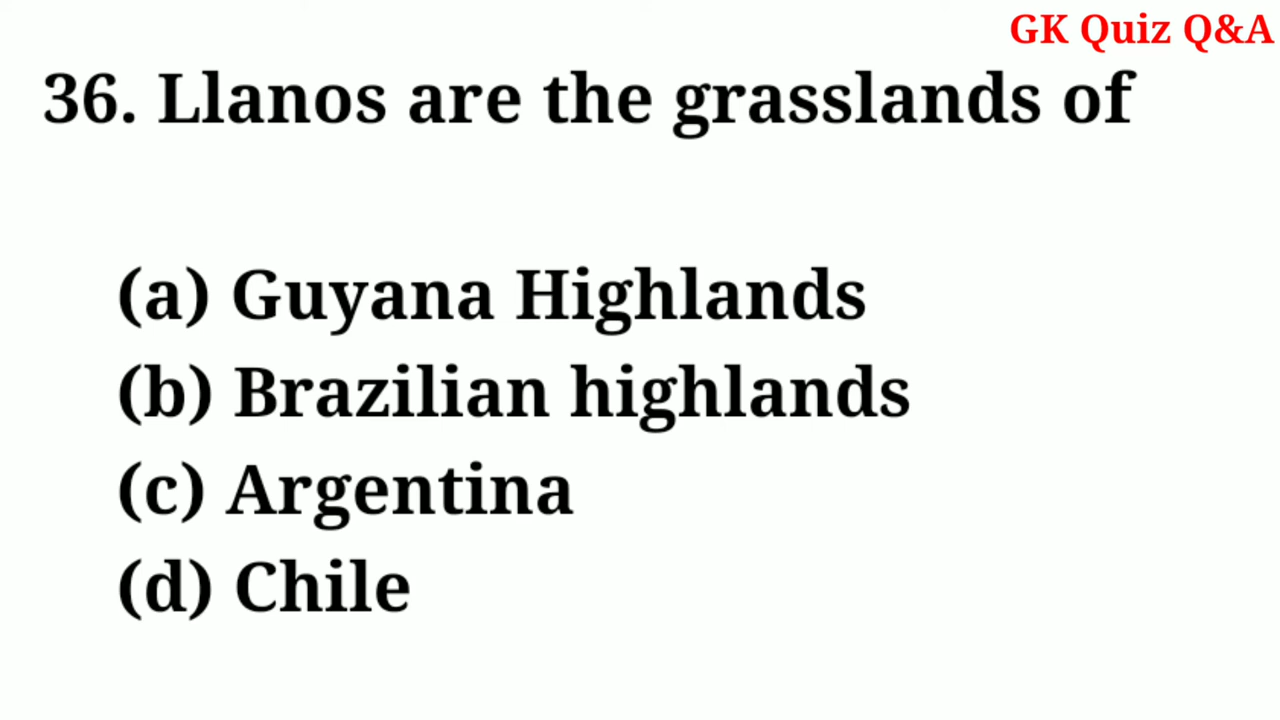 GK Quiz Q&A
36. Llanos are the grasslands of
(a) Guyana Highlands
(b) Brazilian highlands
(c) Argentina
(d) Chile